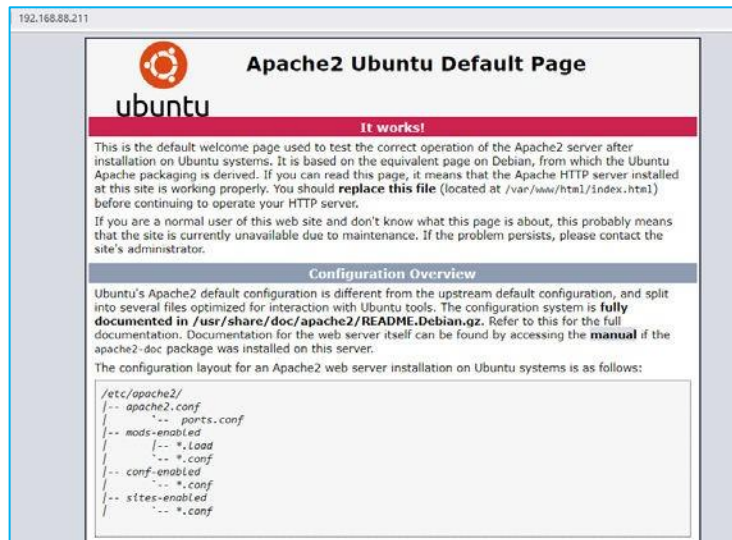 192.168.88.211
ubuntu
Apache2 Ubuntu Default Page
It works!
This is the default welcome page used to test the correct operation of the Apache2 server after
installation on Ubuntu systems. It is based on the equivalent page on Debian, from which the Ubuntu
Apache packaging is derived. If you can read this page, it means that the Apache HTTP server installed
at this site is working properly. You should replace this file (located at /var/www/html/index.html)
before continuing to operate your HTTP server.
If you are a normal user of this web site and don't know what this page is about, this probably means
that the site is currently unavailable due to maintenance. If the problem persists, please contact the
site's administrator.
Configuration Overview
Ubuntu's Apache2 default configuration is different from the upstream default configuration, and split
into several files optimized for interaction with Ubuntu tools. The configuration system is fully
documented in /usr/share/doc/apache2/README.Debian.gz. Refer to this for the full
documentation. Documentation for the web server itself can be found by accessing the manual if the
apache2-doc package was installed on this server.
The configuration layout for an Apache2 web server installation on Ubuntu systems is as follows:
/etc/apache2/
|-- apache2.conf
|       `--  ports.conf
|-- mods-enabled
|       |-- *.load
|       `-- *.conf
|-- conf-enabled
|       `-- *.conf
|-- sites-enabled
|       `-- *.conf